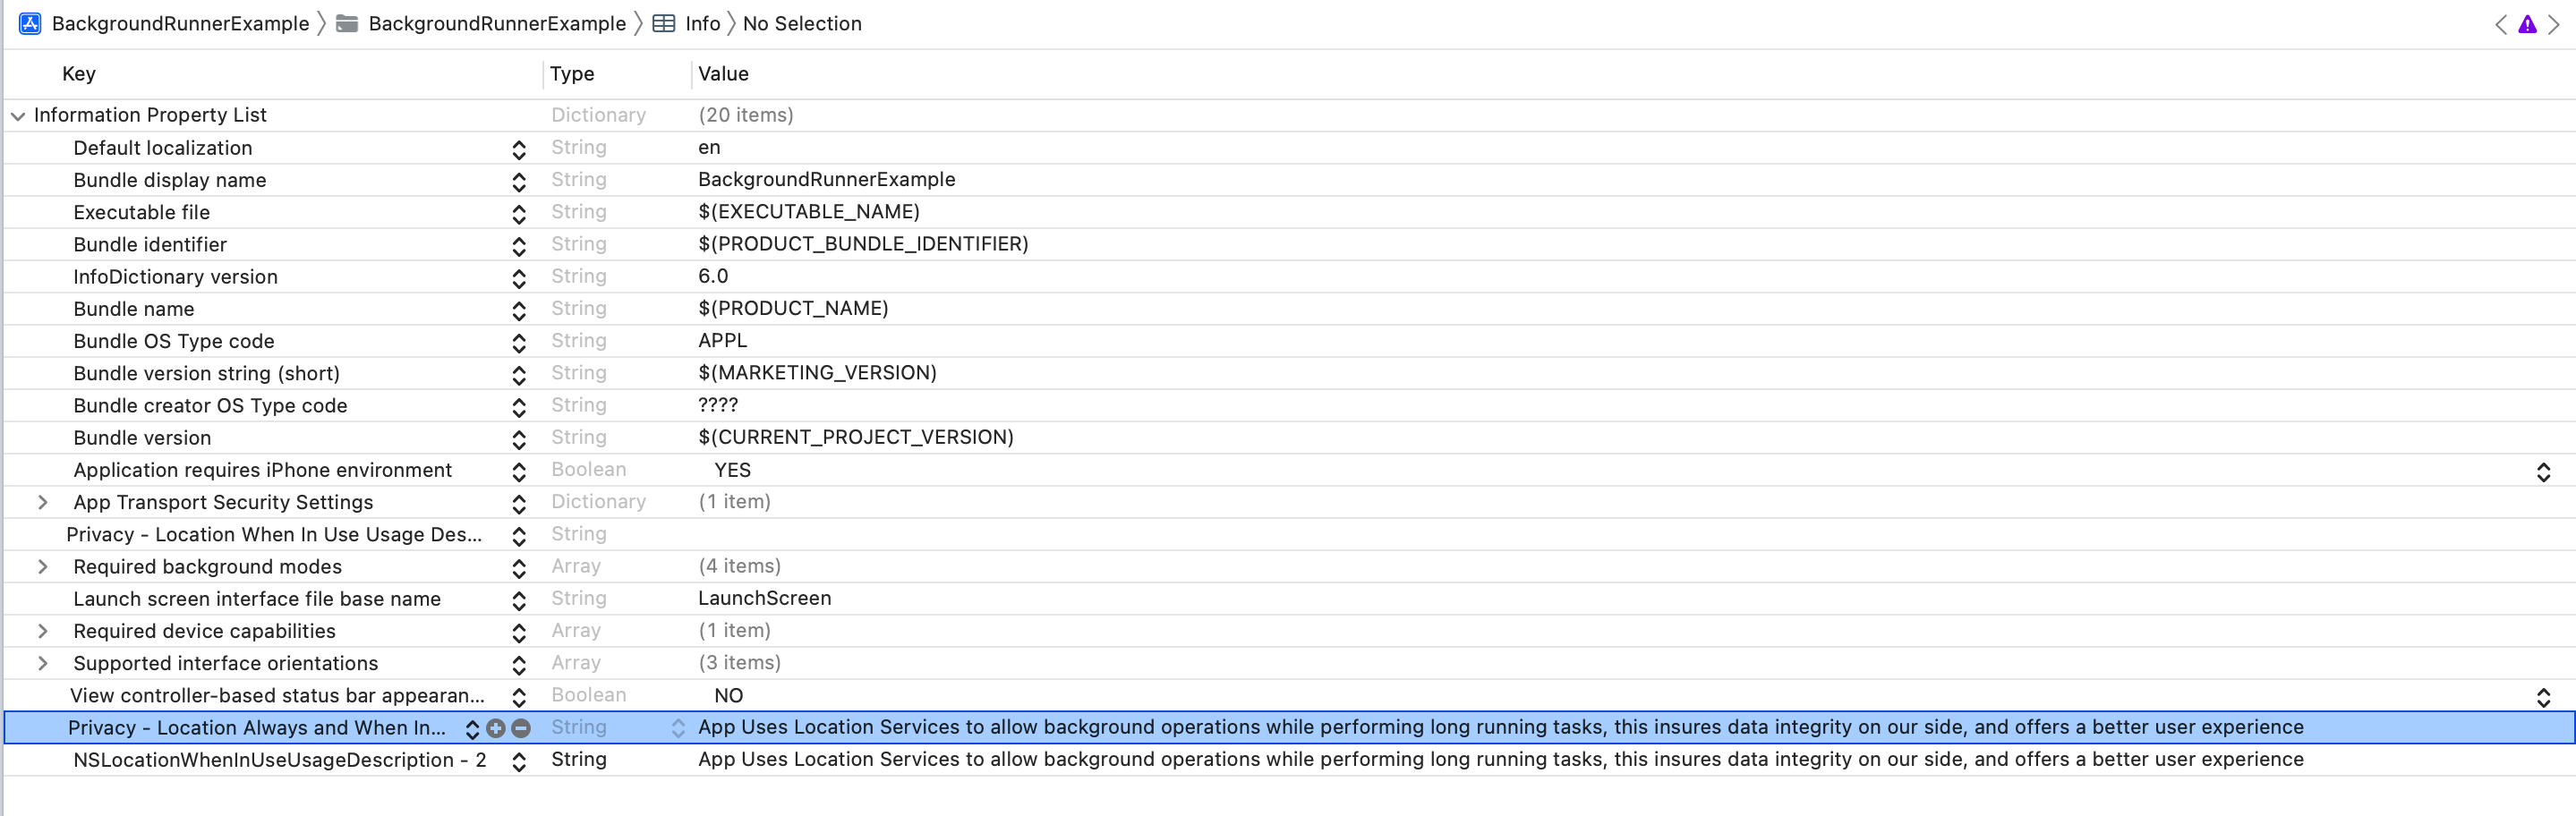 BackgroundRunnerExample BackgroundRunnerExample Info No Selection
Key Type Value
Information Property List Dictionary (20 items)
Default localization String en
Bundle display name String BackgroundRunnerExample
Executable file String $(EXECUTABLE_NAME)
Bundle identifier String $(PRODUCT_BUNDLE_IDENTIFIER)
InfoDictionary version String 6.0
Bundle name String $(PRODUCT_NAME)
Bundle OS Type code String APPL
Bundle version string (short) String $(MARKETING_VERSION)
Bundle creator OS Type code String ????
Bundle version String $(CURRENT_PROJECT_VERSION)
Application requires iPhone environment Boolean YES
App Transport Security Settings Dictionary (1 item)
Privacy - Location When In Use Usage Des... String
Required background modes Array (4 items)
Launch screen interface file base name String LaunchScreen
Required device capabilities Array (1 item)
Supported interface orientations Array (3 items)
View controller-based status bar appearan... Boolean NO
Privacy - Location Always and When In... String App Uses Location Services to allow background operations while performing long running tasks, this insures data integrity on our side, and offers a better user experience
NSLocationWhenInUseUsageDescription - 2 String App Uses Location Services to allow background operations while performing long running tasks, this insures data integrity on our side, and offers a better user experience